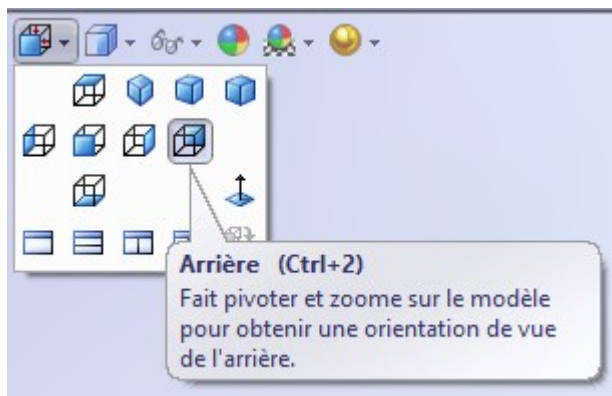 Arrière (Ctrl+2)
Fait pivoter et zoome sur le modèle
pour obtenir une orientation de vue
de l'arrière.